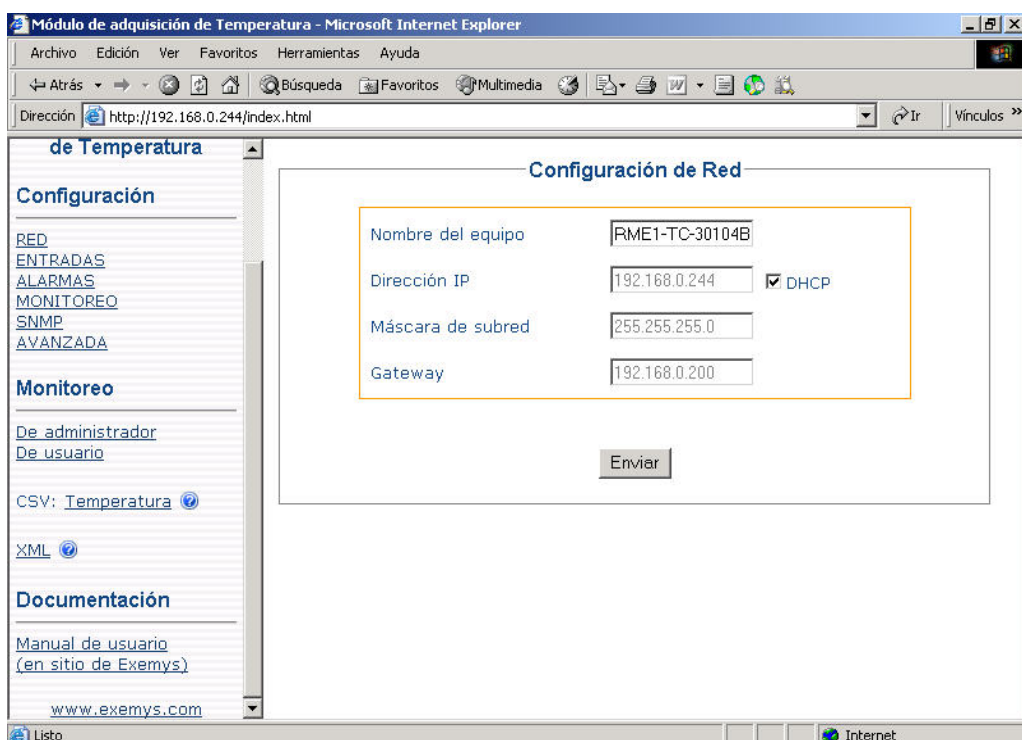 Módulo de adquisición de Temperatura - Microsoft Internet Explorer
Archivo Edición Ver Favoritos Herramientas Ayuda
Atrás Búsqueda Favoritos Multimedia
Dirección http://192.168.0.244/index.html Ir Vínculos »
de Temperatura
Configuración
RED
ENTRADAS
ALARMAS
MONITOREO
SNMP
AVANZADA
Monitoreo
De administrador
De usuario
CSV: Temperatura ?
XML ?
Documentación
Manual de usuario
(en sitio de Exemys)
www.exemys.com
Configuración de Red
Nombre del equipo RME1-TC-30104B
Dirección IP 192.168.0.244 DHCP
Máscara de subred 255.255.255.0
Gateway 192.168.0.200
Enviar
Listo Internet